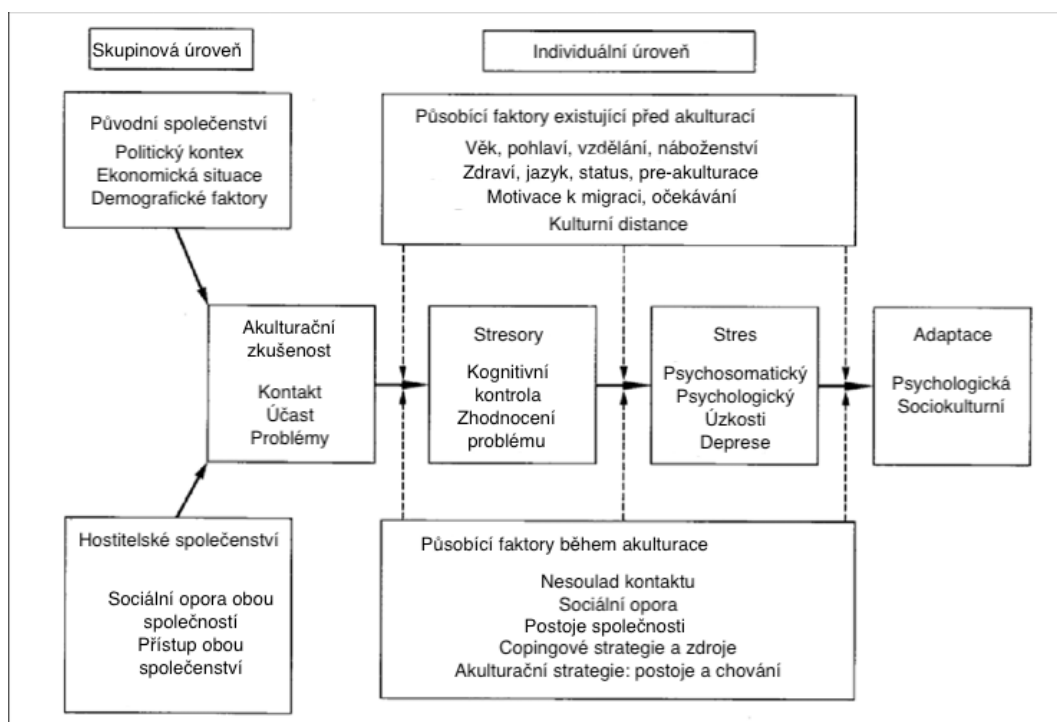 Skupinová úroveň
Individuální úroveň
Původní společenství
Politický kontex
Ekonomická situace
Demografické faktory
Působící faktory existující před akulturací
Věk, pohlaví, vzdělání, náboženství
Zdraví, jazyk, status, pre-akulturace
Motivace k migraci, očekávání
Kulturní distance
Akulturační
zkušenost
Kontakt
Účast
Problémy
Stresory
Kognitivní
kontrola
Zhodnocení
problému
Stres
Psychosomatický
Psychologický
Úzkosti
Deprese
Adaptace
Psychologická
Sociokulturní
Hostitelské společenství
Sociální opora obou
společností
Přístup obou
společenství
Působící faktory během akulturace
Nesoulad kontaktu
Sociální opora
Postoje společnosti
Copingové strategie a zdroje
Akulturační strategie: postoje a chování